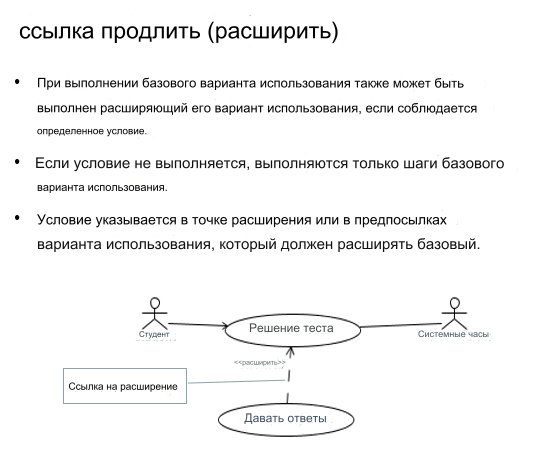 ссылка продлить (расширить)
• При выполнении базового варианта использования также может быть
выполнен расширяющий его вариант использования, если соблюдается
определенное условие.
• Если условие не выполняется, выполняются только шаги базового
варианта использования.
• Условие указывается в точке расширения или в предпосылках
варианта использования, который должен расширять базовый.
Студент
Решение теста
Системные часы
<<расширить>>
Ссылка на расширение
Давать ответы